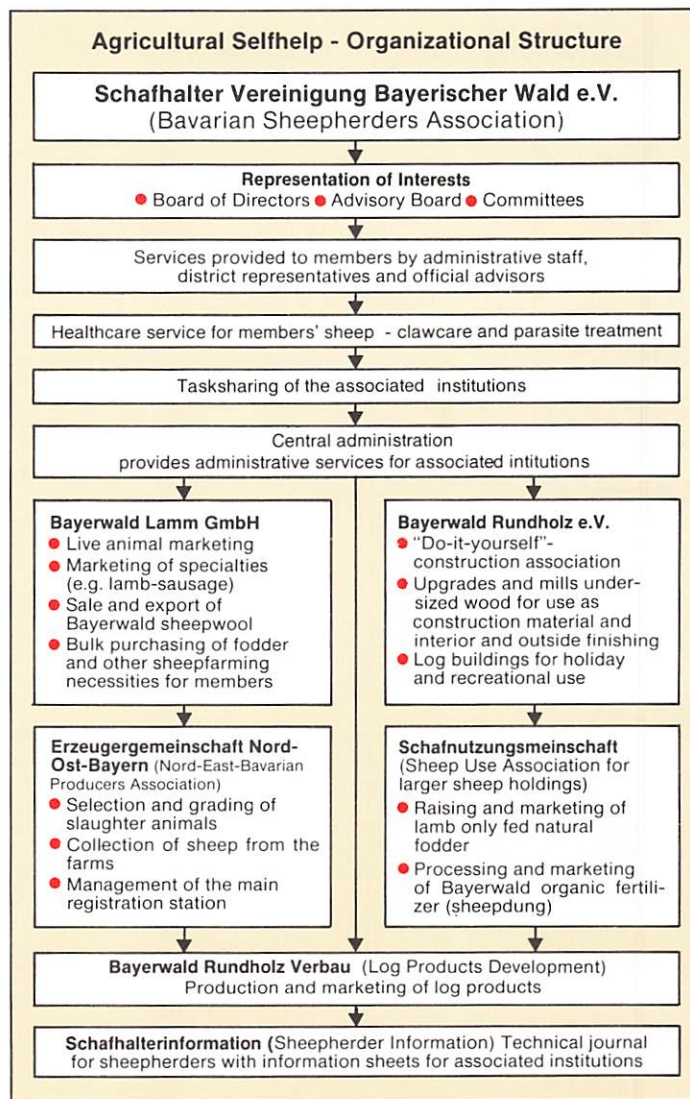 Agricultural Selfhelp - Organizational Structure
Schafhalter Vereinigung Bayerischer Wald e.V.
(Bavarian Sheepherders Association)
Representation of Interests
● Board of Directors ● Advisory Board ● Committees
Services provided to members by administrative staff,
district representatives and official advisors
Healthcare service for members' sheep - clawcare and parasite treatment
Tasksharing of the associated institutions
Central administration
provides administrative services for associated intitutions
Bayerwald Lamm GmbH
● Live animal marketing
● Marketing of specialties
(e.g. lamb-sausage)
● Sale and export of
Bayerwald sheepwool
● Bulk purchasing of fodder
and other sheepfarming
necessities for members
Bayerwald Rundholz e.V.
● "Do-it-yourself"-
construction association
● Upgrades and mills under-
sized wood for use as
construction material and
interior and outside finishing
● Log buildings for holiday
and recreational use
Erzeugergemeinschaft Nord-
Ost-Bayern (Nord-East-Bavarian
Producers Association)
● Selection and grading of
slaughter animals
● Collection of sheep from the
farms
● Management of the main
registration station
Schafnutzungsmeinschaft
(Sheep Use Association for
larger sheep holdings)
● Raising and marketing of
lamb only fed natural
fodder
● Processing and marketing
of Bayerwald organic fertili-
zer (sheepdung)
Bayerwald Rundholz Verbau (Log Products Development)
Production and marketing of log products
Schafhalterinformation (Sheepherder Information) Technical journal
for sheepherders with information sheets for associated institutions